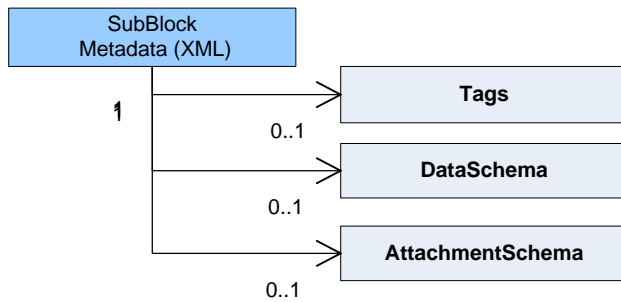 SubBlock
Metadata (XML)
1
Tags
0..1
DataSchema
0..1
AttachmentSchema
0..1